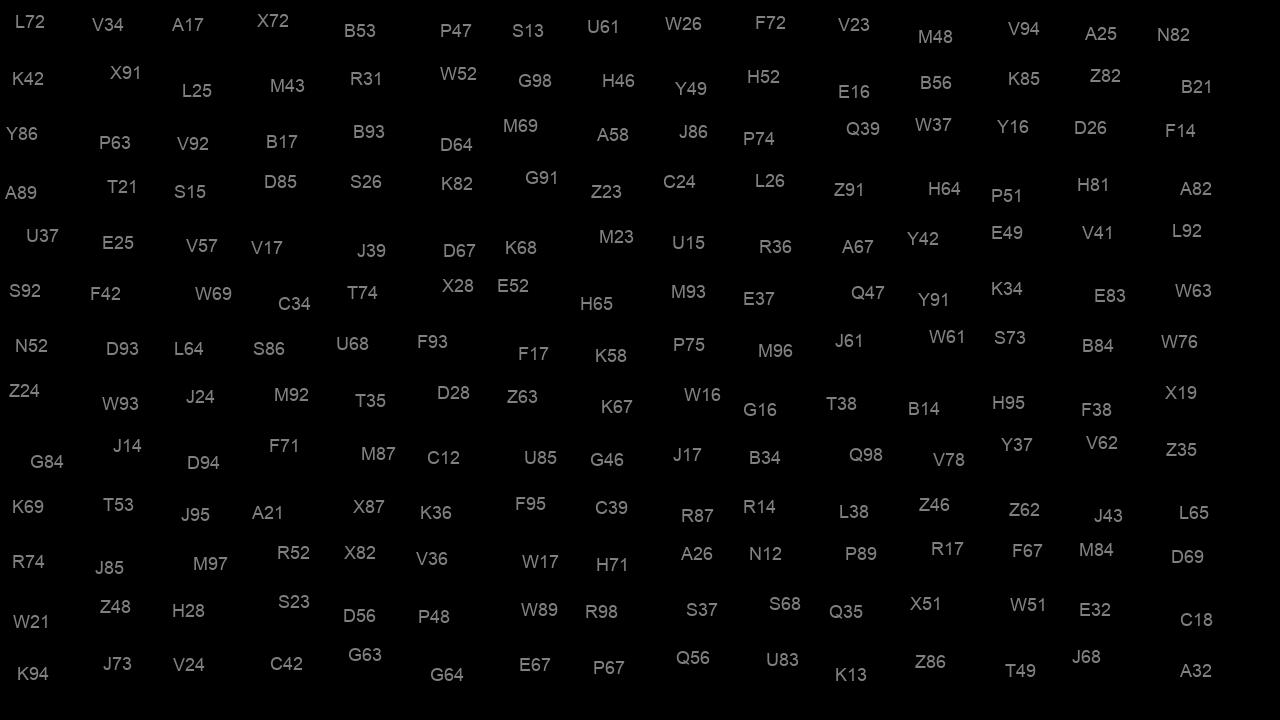 L72 V34 A17 X72 B53 P47 S13 U61 W26 F72 V23 M48 V94 A25 N82
K42 X91 L25 M43 R31 W52 G98 H46 Y49 H52 E16 B56 K85 Z82 B21
Y86 P63 V92 B17 B93 D64 M69 A58 J86 P74 Q39 W37 Y16 D26 F14
A89 T21 S15 D85 S26 K82 G91 Z23 C24 L26 Z91 H64 P51 H81 A82
U37 E25 V57 V17 J39 D67 K68 M23 U15 R36 A67 Y42 E49 V41 L92
S92 F42 W69 C34 T74 X28 E52 H65 M93 E37 Q47 Y91 K34 E83 W63
N52 D93 L64 S86 U68 F93 F17 K58 P75 M96 J61 W61 S73 B84 W76
Z24 W93 J24 M92 T35 D28 Z63 K67 W16 G16 T38 B14 H95 F38 X19
G84 J14 D94 F71 M87 C12 U85 G46 J17 B34 Q98 V78 Y37 V62 Z35
K69 T53 J95 A21 X87 K36 F95 C39 R87 R14 L38 Z46 Z62 J43 L65
R74 J85 M97 R52 X82 V36 W17 H71 A26 N12 P89 R17 F67 M84 D69
W21 Z48 H28 S23 D56 P48 W89 R98 S37 S68 Q35 X51 W51 E32 C18
K94 J73 V24 C42 G63 G64 E67 P67 Q56 U83 K13 Z86 T49 J68 A32